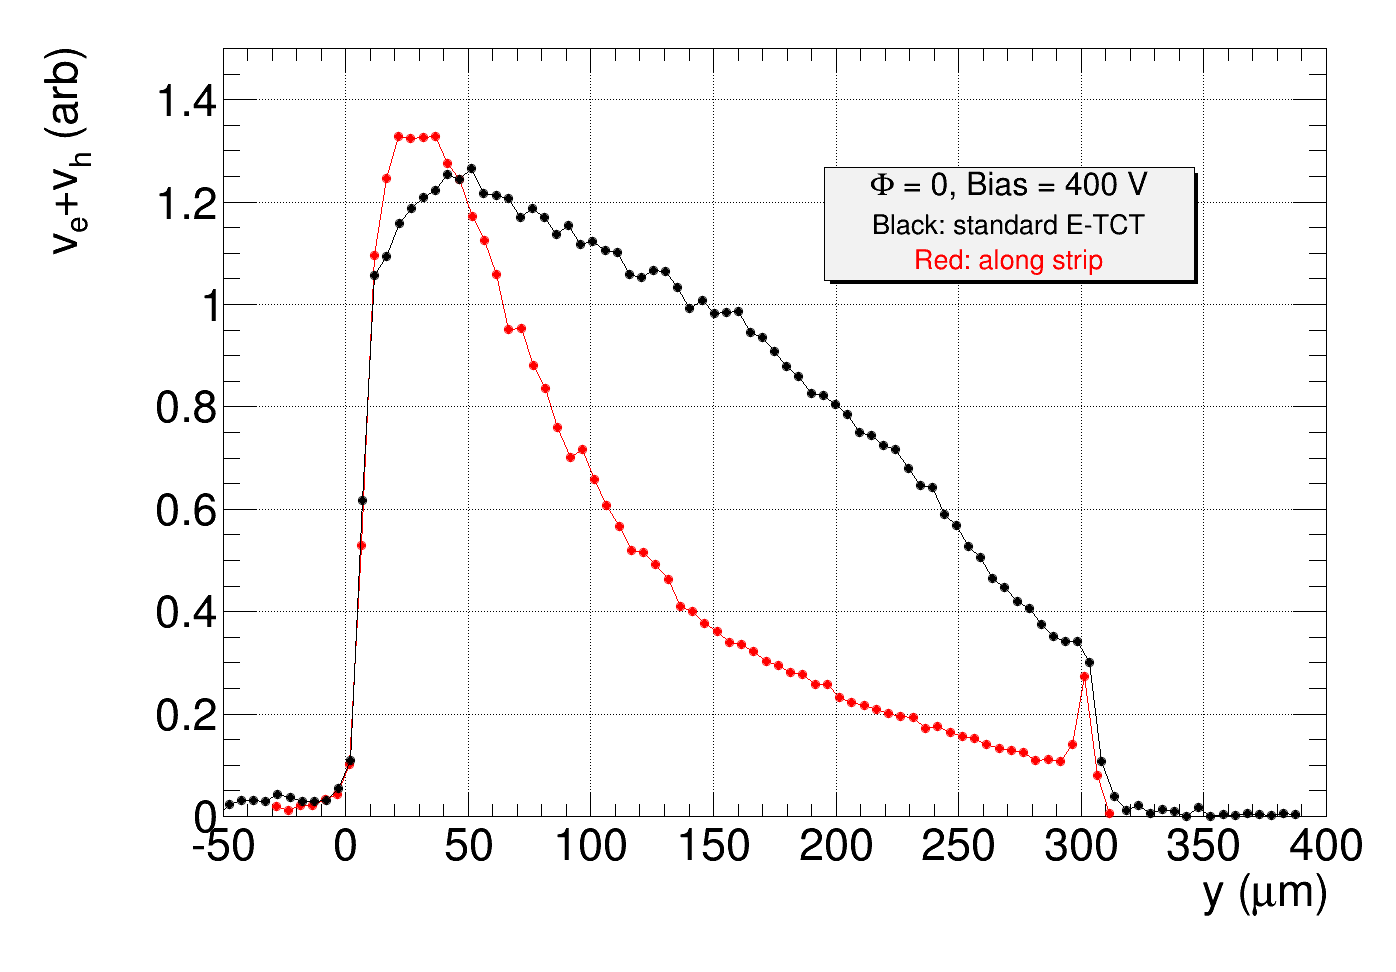 v_e+v_h (arb)
1.4
1.2
1
0.8
0.6
0.4
0.2
0
Φ = 0, Bias = 400 V
Black: standard E-TCT
Red: along strip
-50 0 50 100 150 200 250 300 350 400
y (μm)